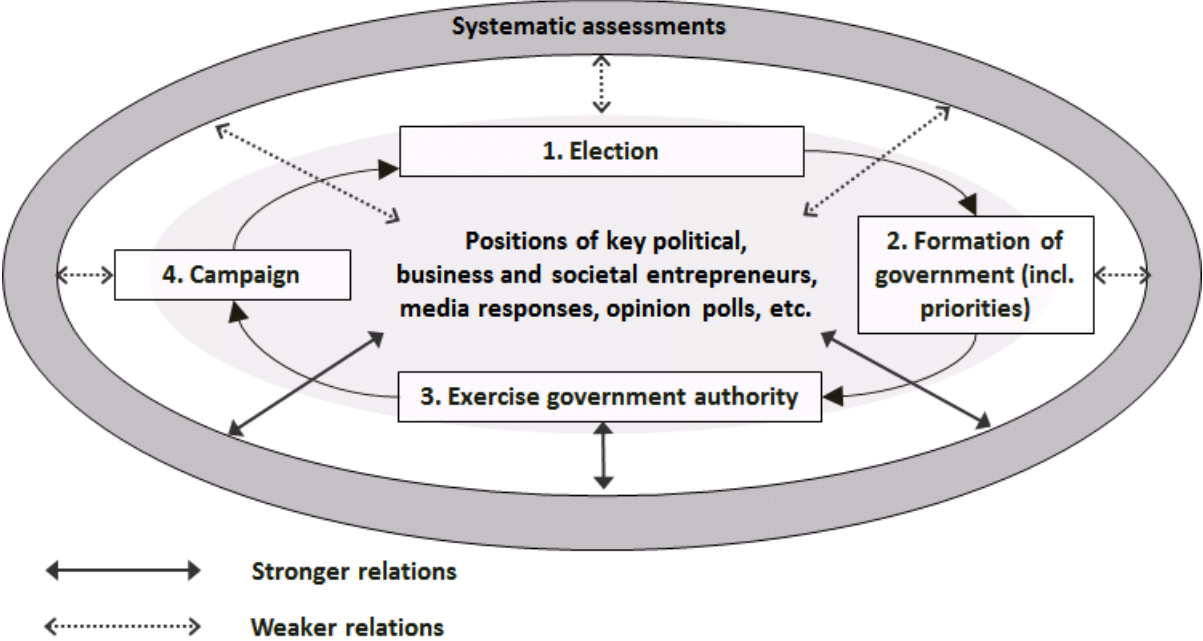 Systematic assessments
1. Election
Positions of key political,
business and societal entrepreneurs,
media responses, opinion polls, etc.
2. Formation of
government (incl.
priorities)
4. Campaign
3. Exercise government authority
Stronger relations
Weaker relations